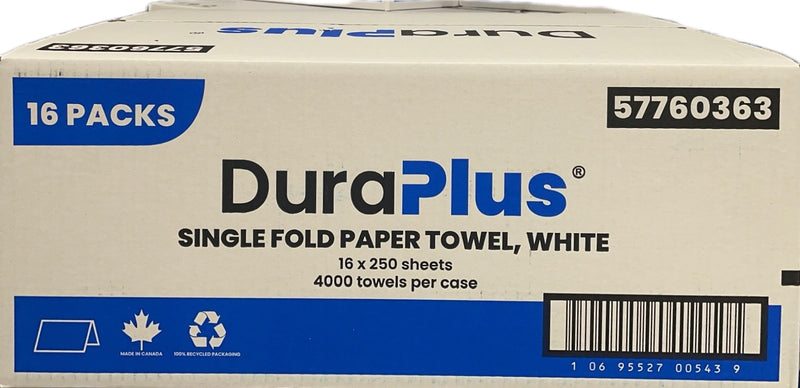 57760363
DuraPlus
16 PACKS
57760363
DuraPlus®
SINGLE FOLD PAPER TOWEL, WHITE
16 x 250 sheets
4000 towels per case
MADE IN CANADA
100% RECYCLED PACKAGING
1 06 95527 00543 9